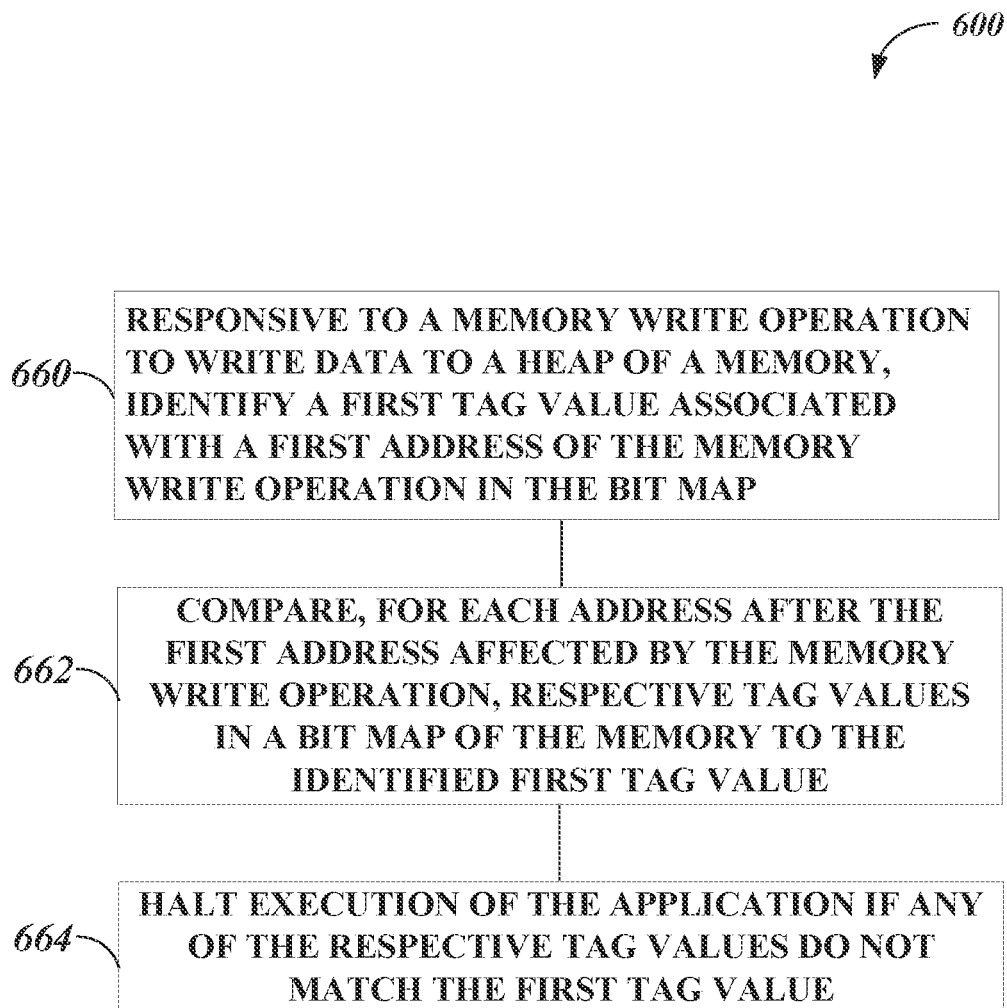 600
660
RESPONSIVE TO A MEMORY WRITE OPERATION
TO WRITE DATA TO A HEAP OF A MEMORY,
IDENTIFY A FIRST TAG VALUE ASSOCIATED
WITH A FIRST ADDRESS OF THE MEMORY
WRITE OPERATION IN THE BIT MAP
662
COMPARE, FOR EACH ADDRESS AFTER THE
FIRST ADDRESS AFFECTED BY THE MEMORY
WRITE OPERATION, RESPECTIVE TAG VALUES
IN A BIT MAP OF THE MEMORY TO THE
IDENTIFIED FIRST TAG VALUE
664
HALT EXECUTION OF THE APPLICATION IF ANY
OF THE RESPECTIVE TAG VALUES DO NOT
MATCH THE FIRST TAG VALUE